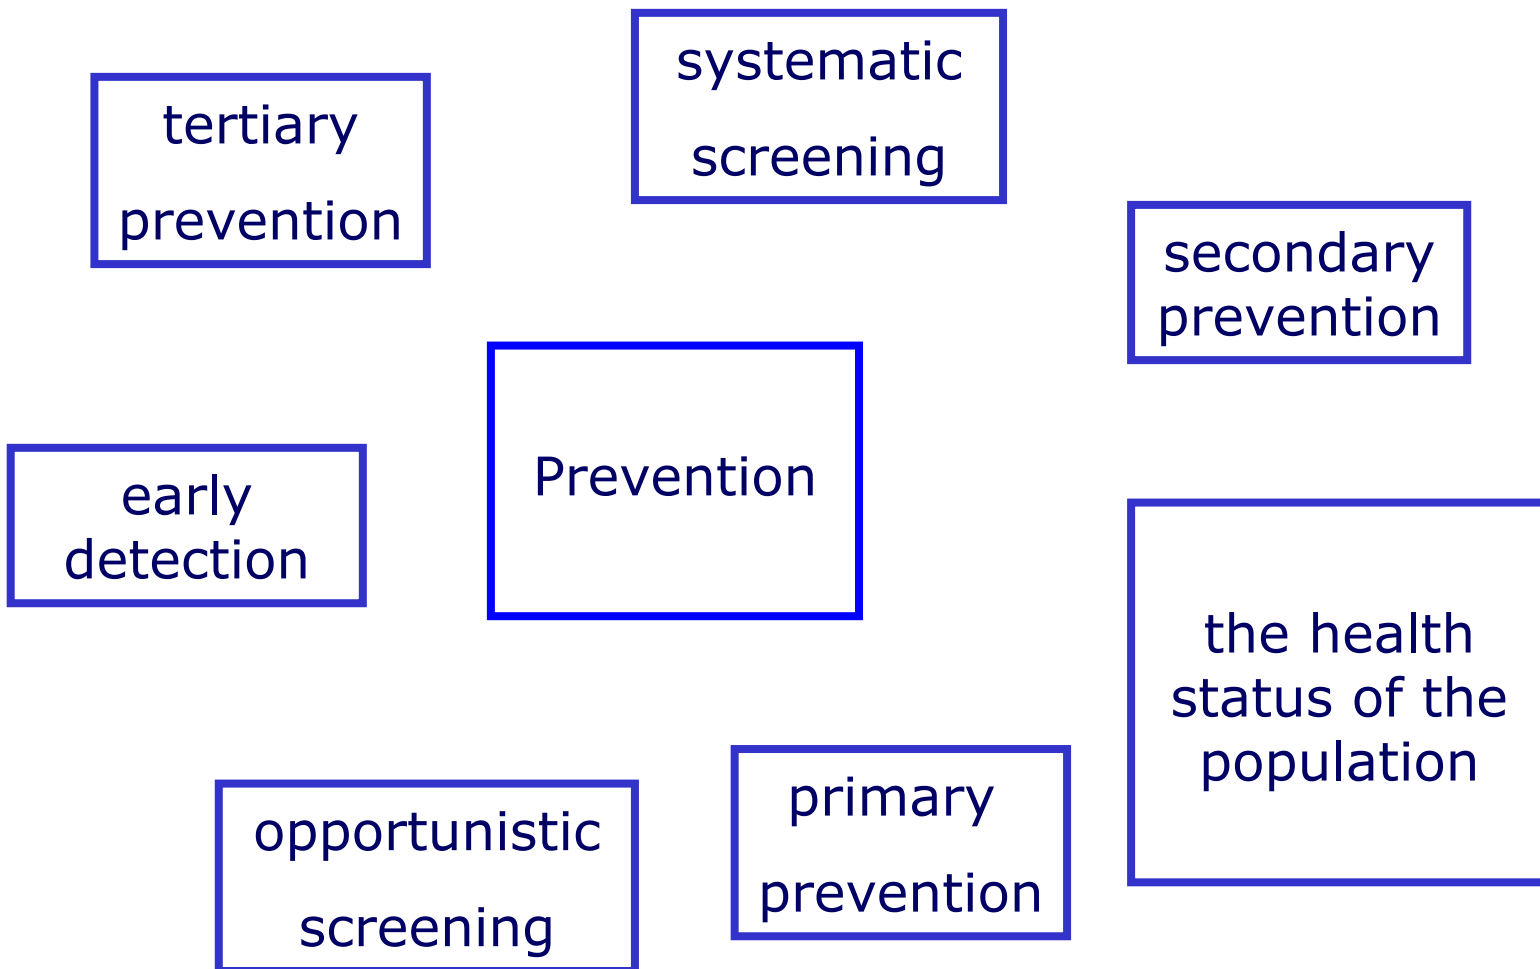 systematic
screening
tertiary
prevention
secondary
prevention
Prevention
early
detection
the health
status of the
population
primary
prevention
opportunistic
screening